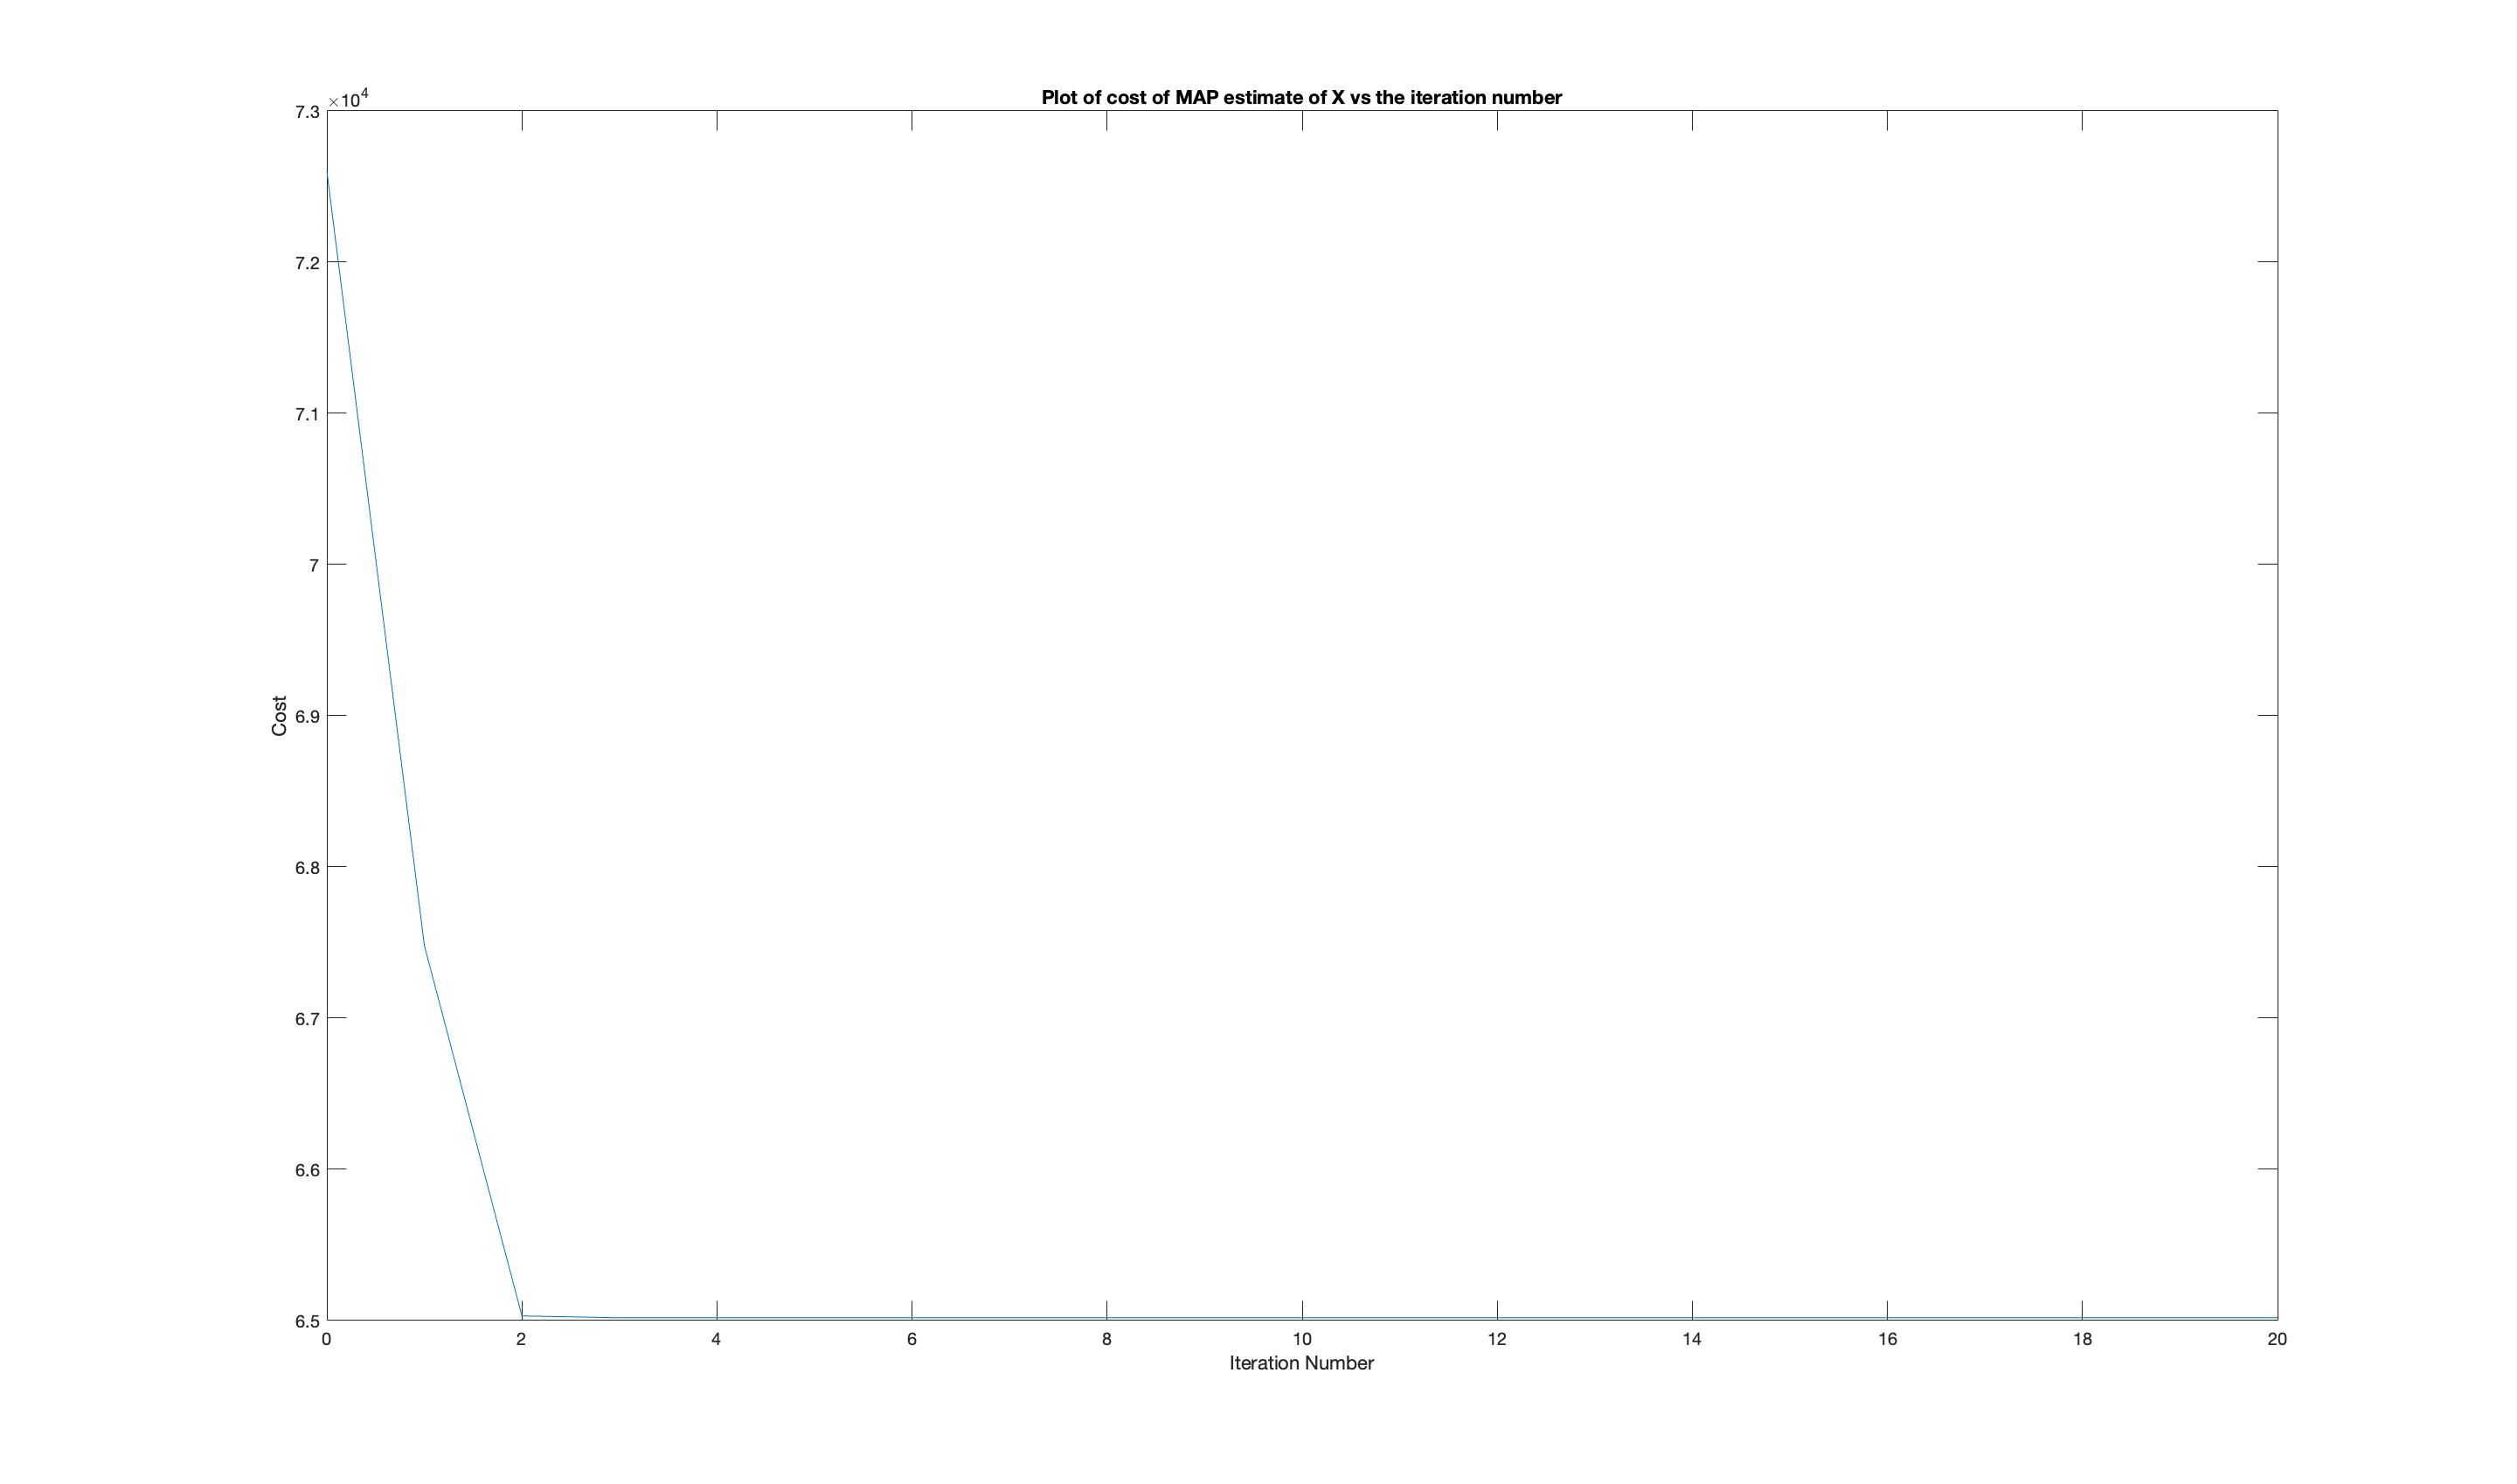 Plot of cost of MAP estimate of X vs the iteration number
×10⁴
7.3
7.2
7.1
7
6.9
6.8
6.7
6.6
6.5
Cost
0 2 4 6 8 10 12 14 16 18 20
Iteration Number